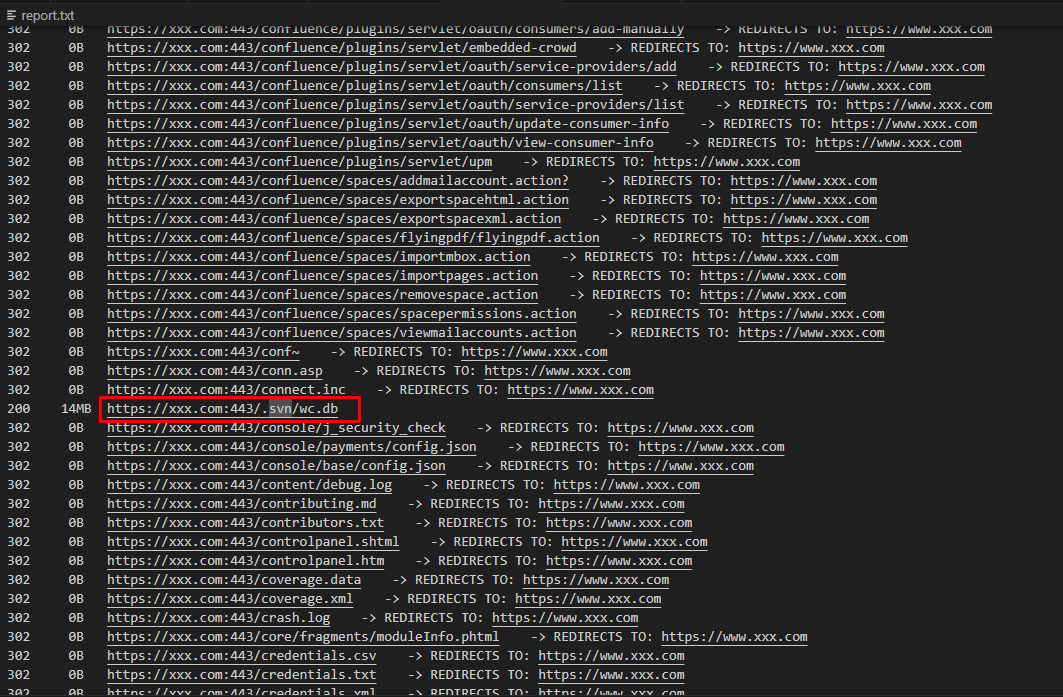 report.txt
302 0B https://xxx.com:443/confluence/plugins/servlet/oauth/consumers/add-manually -> REDIRECTS TO: https://www.xxx.com
302 0B https://xxx.com:443/confluence/plugins/servlet/embedded-crowd -> REDIRECTS TO: https://www.xxx.com
302 0B https://xxx.com:443/confluence/plugins/servlet/oauth/service-providers/add -> REDIRECTS TO: https://www.xxx.com
302 0B https://xxx.com:443/confluence/plugins/servlet/oauth/consumers/list -> REDIRECTS TO: https://www.xxx.com
302 0B https://xxx.com:443/confluence/plugins/servlet/oauth/service-providers/list -> REDIRECTS TO: https://www.xxx.com
302 0B https://xxx.com:443/confluence/plugins/servlet/oauth/update-consumer-info -> REDIRECTS TO: https://www.xxx.com
302 0B https://xxx.com:443/confluence/plugins/servlet/oauth/view-consumer-info -> REDIRECTS TO: https://www.xxx.com
302 0B https://xxx.com:443/confluence/plugins/servlet/upm -> REDIRECTS TO: https://www.xxx.com
302 0B https://xxx.com:443/confluence/spaces/addmailaccount.action? -> REDIRECTS TO: https://www.xxx.com
302 0B https://xxx.com:443/confluence/spaces/exportspacehtml.action -> REDIRECTS TO: https://www.xxx.com
302 0B https://xxx.com:443/confluence/spaces/exportspacexml.action -> REDIRECTS TO: https://www.xxx.com
302 0B https://xxx.com:443/confluence/spaces/flyingpdf/flyingpdf.action -> REDIRECTS TO: https://www.xxx.com
302 0B https://xxx.com:443/confluence/spaces/importmbox.action -> REDIRECTS TO: https://www.xxx.com
302 0B https://xxx.com:443/confluence/spaces/importpages.action -> REDIRECTS TO: https://www.xxx.com
302 0B https://xxx.com:443/confluence/spaces/removespace.action -> REDIRECTS TO: https://www.xxx.com
302 0B https://xxx.com:443/confluence/spaces/spacepermissions.action -> REDIRECTS TO: https://www.xxx.com
302 0B https://xxx.com:443/confluence/spaces/viewmailaccounts.action -> REDIRECTS TO: https://www.xxx.com
302 0B https://xxx.com:443/conf~ -> REDIRECTS TO: https://www.xxx.com
302 0B https://xxx.com:443/conn.asp -> REDIRECTS TO: https://www.xxx.com
302 0B https://xxx.com:443/connect.inc -> REDIRECTS TO: https://www.xxx.com
200 14MB https://xxx.com:443/.svn/wc.db
302 0B https://xxx.com:443/console/j_security_check -> REDIRECTS TO: https://www.xxx.com
302 0B https://xxx.com:443/console/payments/config.json -> REDIRECTS TO: https://www.xxx.com
302 0B https://xxx.com:443/console/base/config.json -> REDIRECTS TO: https://www.xxx.com
302 0B https://xxx.com:443/content/debug.log -> REDIRECTS TO: https://www.xxx.com
302 0B https://xxx.com:443/contributing.md -> REDIRECTS TO: https://www.xxx.com
302 0B https://xxx.com:443/contributors.txt -> REDIRECTS TO: https://www.xxx.com
302 0B https://xxx.com:443/controlpanel.shtml -> REDIRECTS TO: https://www.xxx.com
302 0B https://xxx.com:443/controlpanel.htm -> REDIRECTS TO: https://www.xxx.com
302 0B https://xxx.com:443/coverage.data -> REDIRECTS TO: https://www.xxx.com
302 0B https://xxx.com:443/coverage.xml -> REDIRECTS TO: https://www.xxx.com
302 0B https://xxx.com:443/crash.log -> REDIRECTS TO: https://www.xxx.com
302 0B https://xxx.com:443/core/fragments/moduleInfo.phtml -> REDIRECTS TO: https://www.xxx.com
302 0B https://xxx.com:443/credentials.csv -> REDIRECTS TO: https://www.xxx.com
302 0B https://xxx.com:443/credentials.txt -> REDIRECTS TO: https://www.xxx.com
302 0B https://xxx.com:443/credentials.xml -> REDIRECTS TO: https://www.xxx.com